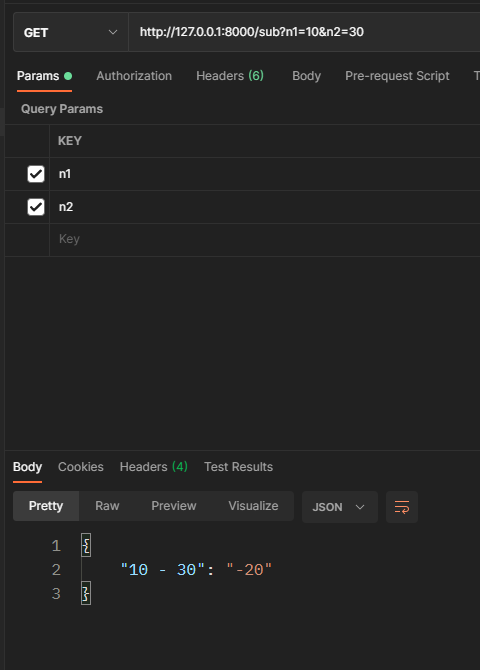 GET http://127.0.0.1:8000/sub?n1=10&n2=30
Params Authorization Headers (6) Body Pre-request Script T
Query Params
KEY
n1
n2
Key
Body Cookies Headers (4) Test Results
Pretty Raw Preview Visualize JSON
1 {
2 "10 - 30": "-20"
3 }